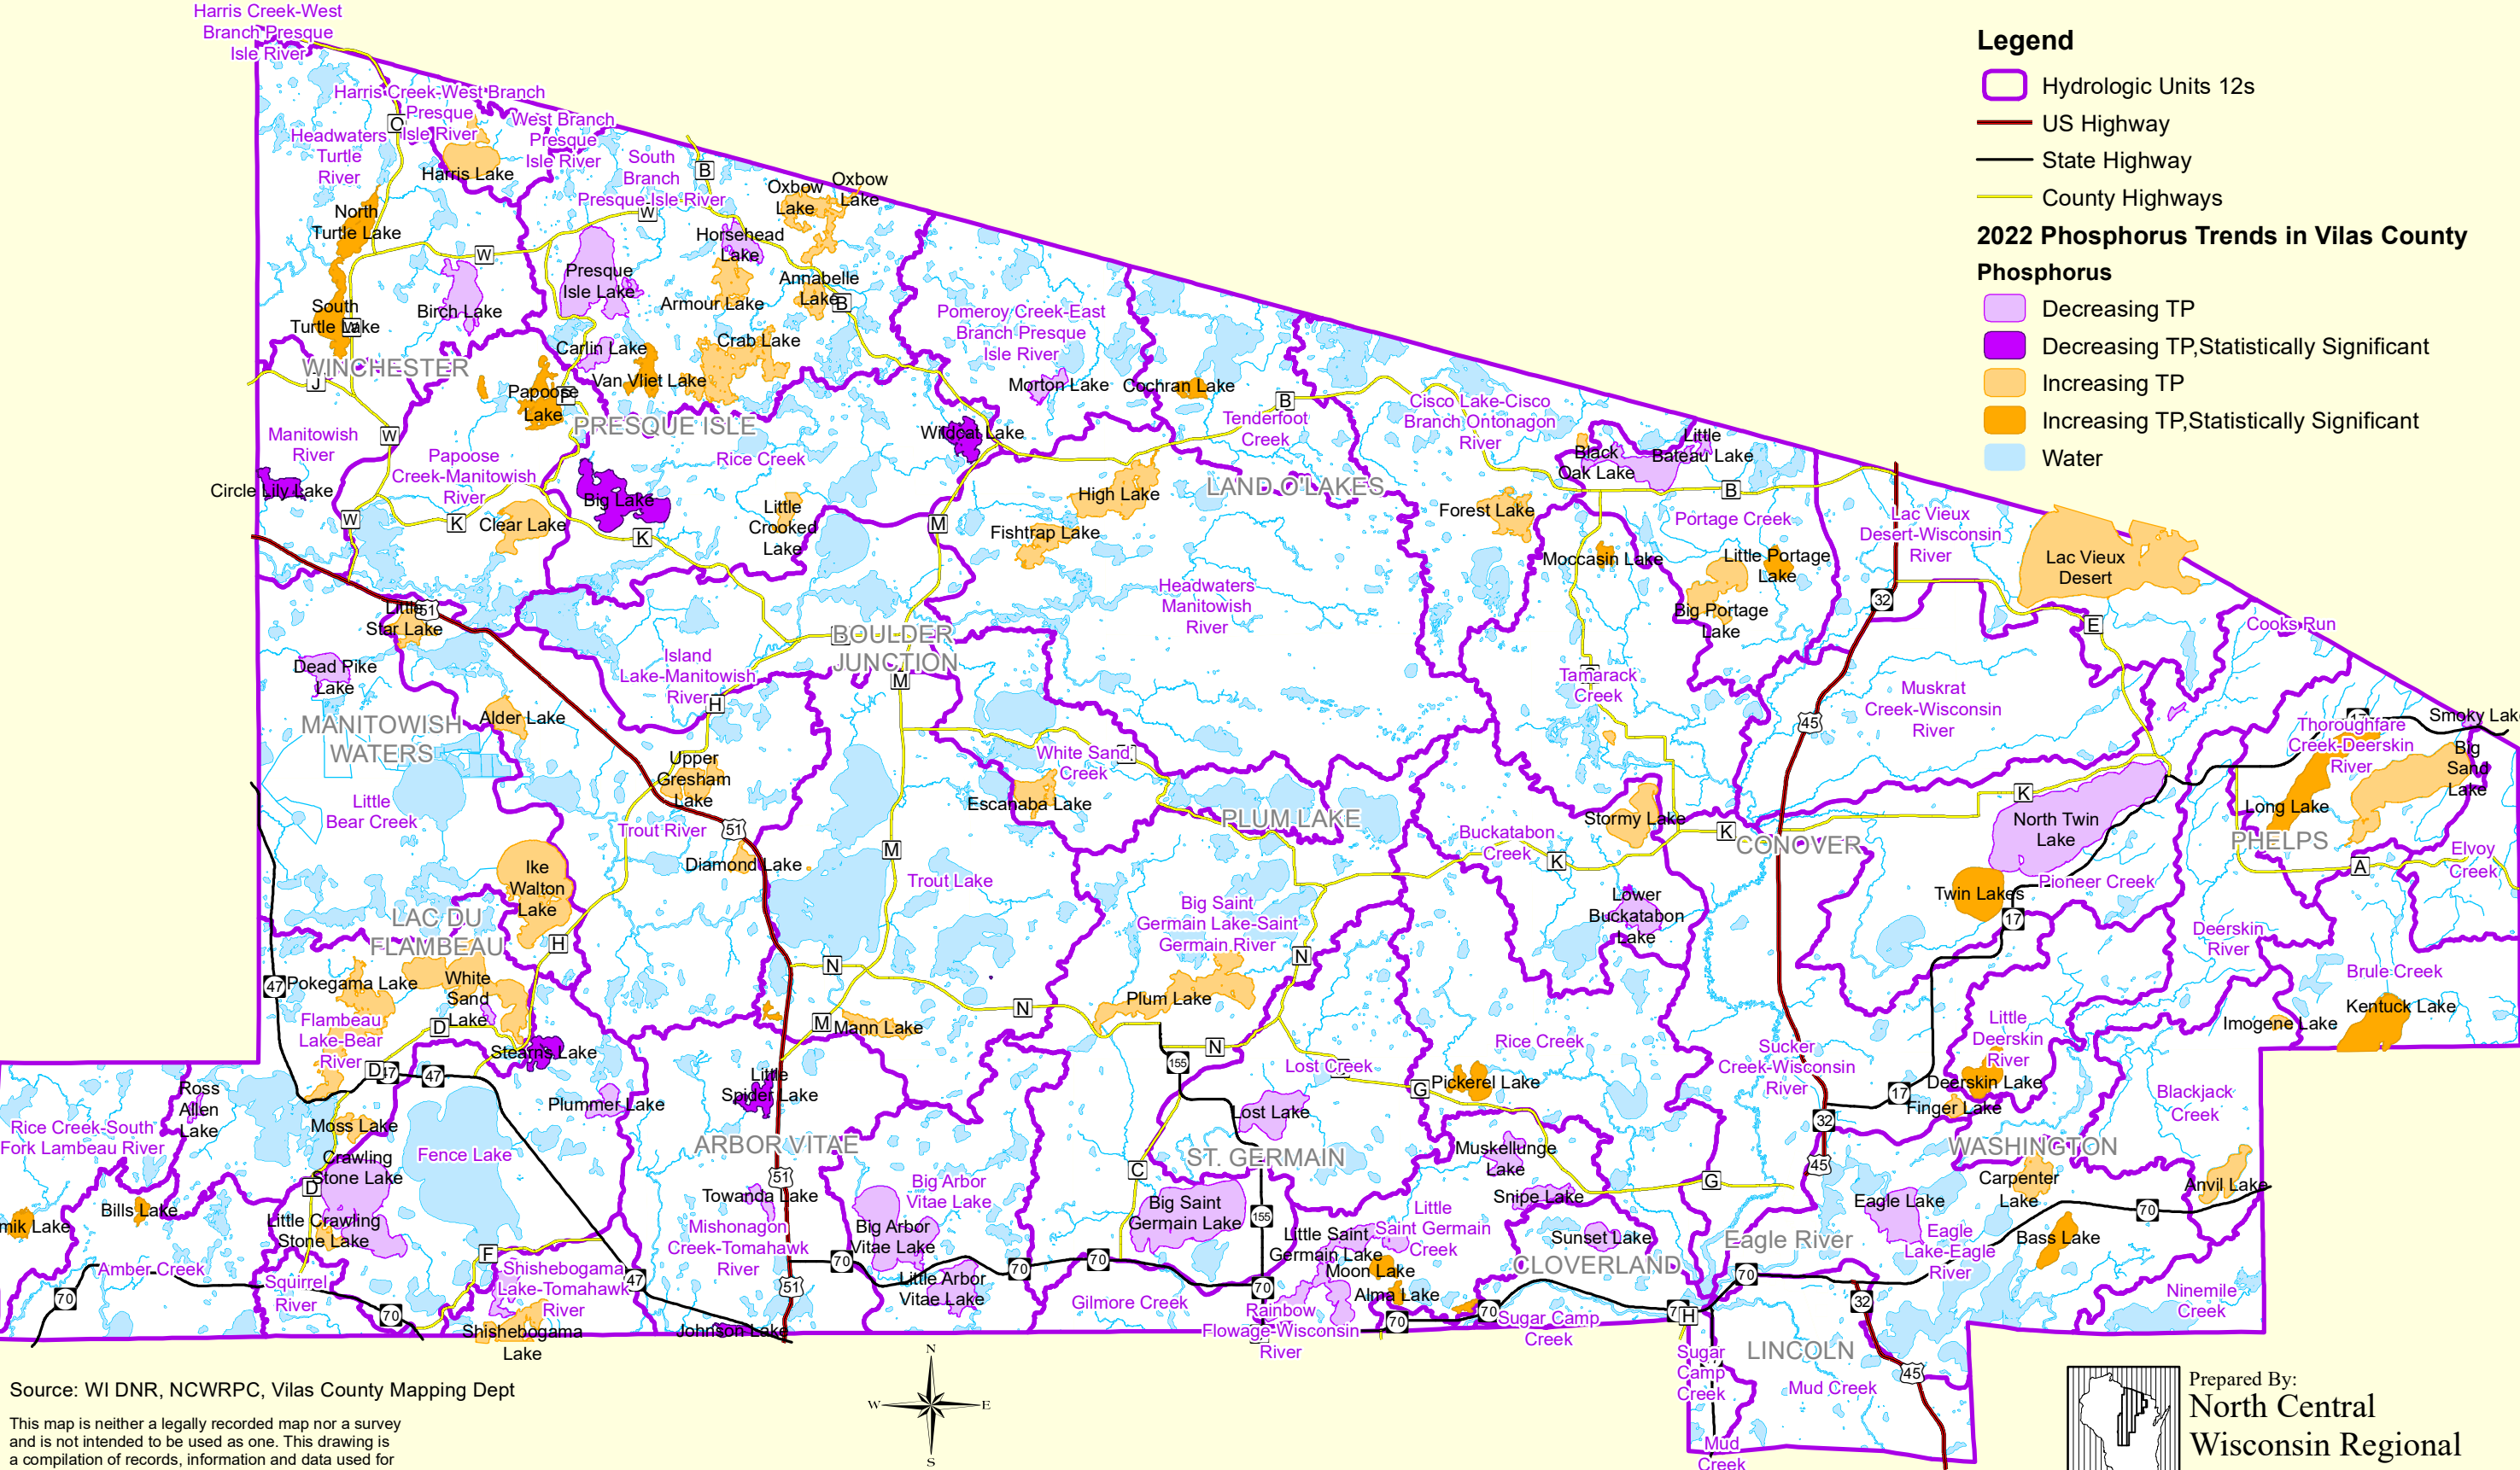 Harris Creek-West
Branch Presque
Isle River
Harris Creek-West Branch
Presque
Isle River
Headwaters
Turtle
River
West Branch
Presque
Isle River
South
Branch
Presque Isle River
Harris Lake
North
Turtle Lake
Oxbow
Lake
Oxbow
Lake
Horsehead
Lake
Presque
Isle Lake
Annabelle
Lake
Armour Lake
Birch Lake
South
Turtle Lake
Carlin Lake
Crab Lake
Van Vliet Lake
Papoose
Lake
WINCHESTER
PRESQUE ISLE
Pomeroy Creek-East
Branch Presque
Isle River
Morton Lake
Cochran Lake
Tenderfoot
Creek
Cisco Lake-Cisco
Branch Ontonagon
River
Wildcat Lake
Manitowish
River
Papoose
Creek-Manitowish
River
Rice Creek
Circle Lily Lake
Big Lake
Clear Lake
Little
Crooked
Lake
High Lake
Fishtrap Lake
LAND O'LAKES
Black
Oak Lake
Little
Bateau Lake
Forest Lake
Portage Creek
Lac Vieux
Desert-Wisconsin
River
Lac Vieux
Desert
Moccasin Lake
Little Portage
Lake
Big Portage
Lake
Headwaters
Manitowish
River
Little
Star Lake
Dead Pike
Lake
MANITOWISH
WATERS
Alder Lake
Island
Lake-Manitowish
River
BOULDER
JUNCTION
Tamarack
Creek
Muskrat
Creek-Wisconsin
River
Cooks Run
Thoroughfare
Creek-Deerskin
River
Smoky Lake
Big
Sand
Lake
Long Lake
PHELPS
Upper
Gresham
Lake
White Sand
Creek
Escanaba Lake
PLUM LAKE
Stormy Lake
Buckatabon
Creek
CONOVER
North Twin
Lake
Little
Bear Creek
Trout River
Diamond Lake
Trout Lake
Ike
Walton
Lake
LAC DU
FLAMBEAU
Big Saint
Germain Lake-Saint
Germain River
Lower
Buckatabon
Lake
Twin Lakes
Pioneer Creek
Elvoy
Creek
Deerskin
River
Brule Creek
Pokegama Lake
White
Sand
Lake
Flambeau
Lake-Bear
River
Plum Lake
Mann Lake
Kentuck Lake
Imogene Lake
Little
Deerskin
River
Stearns Lake
Rice Creek
Sucker
Creek-Wisconsin
River
Lost Creek
Pickerel Lake
Deerskin Lake
Finger Lake
Blackjack
Creek
Ross
Allen
Lake
Plummer Lake
Little
Spider Lake
Rice Creek-South
Fork Lambeau River
Moss Lake
Lost Lake
ARBOR VITAE
ST. GERMAIN
Muskellunge
Lake
WASHINGTON
Crawling
Stone Lake
Fence Lake
Towanda Lake
Big Arbor
Vitae Lake
Snipe Lake
Carpenter
Lake
Anvil Lake
Eagle Lake
Bills Lake
mik Lake
Little Crawling
Stone Lake
Mishonagon
Creek-Tomahawk
River
Big Arbor
Vitae Lake
Big Saint
Germain Lake
Little Saint
Germain Lake
Little
Saint Germain
Creek
Sunset Lake
Eagle River
Eagle
Lake-Eagle
River
Bass Lake
Amber Creek
Squirrel
River
Shishebogama
Lake-Tomahawk
River
Little Arbor
Vitae Lake
Moon Lake
Alma Lake
CLOVERLAND
Gilmore Creek
Rainbow
Flowage-Wisconsin
River
Sugar Camp
Creek
Ninemile
Creek
Johnson Lake
Shishebogama
Lake
LINCOLN
Sugar
Camp
Creek
Mud Creek
Mud
Creek
Legend
Hydrologic Units 12s
US Highway
State Highway
County Highways
2022 Phosphorus Trends in Vilas County
Phosphorus
Decreasing TP
Decreasing TP,Statistically Significant
Increasing TP
Increasing TP,Statistically Significant
Water
N
W E
S
Source: WI DNR, NCWRPC, Vilas County Mapping Dept
This map is neither a legally recorded map nor a survey
and is not intended to be used as one. This drawing is
a compilation of records, information and data used for
Prepared By:
North Central
Wisconsin Regional